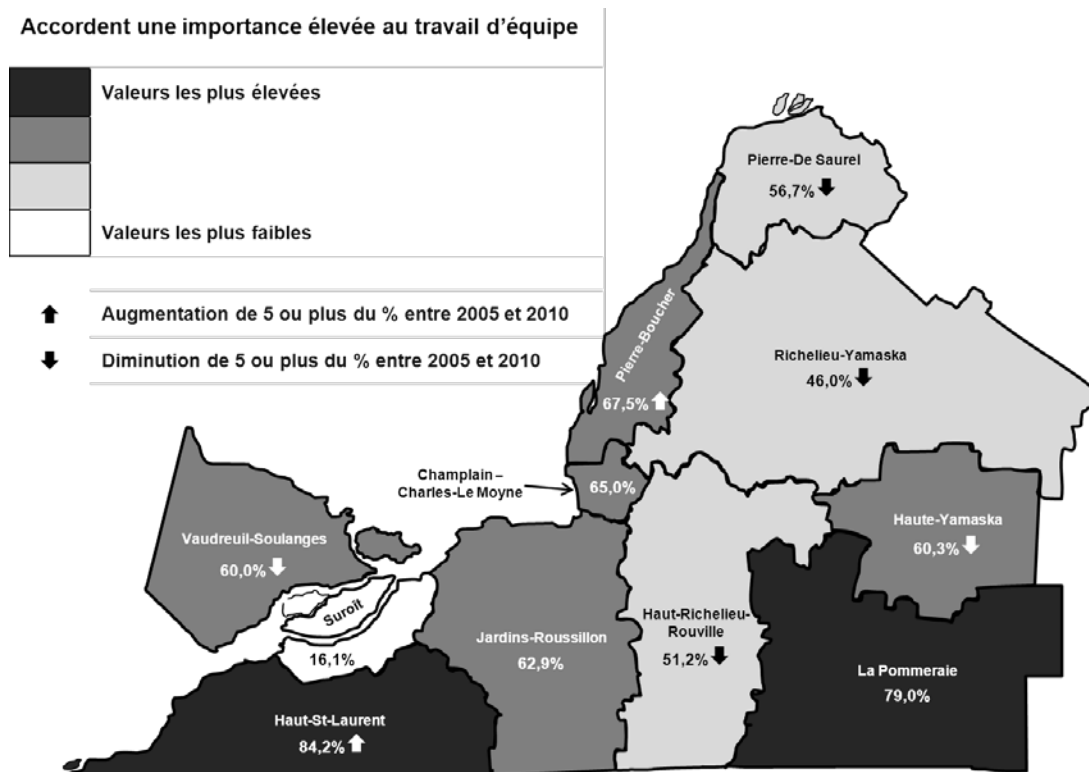 Accordent une importance élevée au travail d'équipe
Valeurs les plus élevées
Valeurs les plus faibles
Augmentation de 5 ou plus du % entre 2005 et 2010
Diminution de 5 ou plus du % entre 2005 et 2010
Pierre-De Saurel
56,7%
Pierre-Boucher
67,5%
Richelieu-Yamaska
46,0%
Champlain –
Charles-Le Moyne
65,0%
Haute-Yamaska
60,3%
Vaudreuil-Soulanges
60,0%
Suroît
16,1%
Jardins-Roussillon
62,9%
Haut-Richelieu-
Rouville
51,2%
La Pommeraie
79,0%
Haut-St-Laurent
84,2%